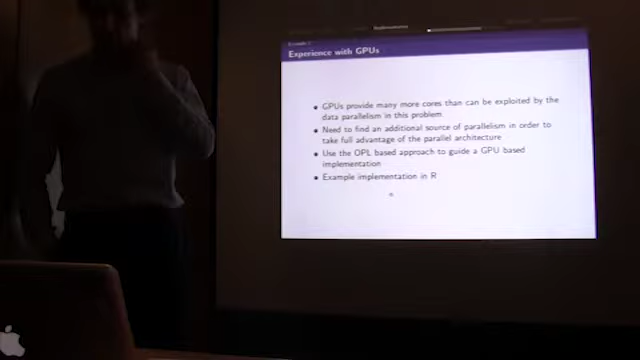 Experience with GPUs
GPUs provide many more cores than can be exploited by the
data parallelism in this problem
Need to find an additional source of parallelism in order to
take full advantage of the parallel architecture
Use the OPL based approach to guide a GPU based
implementation
Example implementation in R